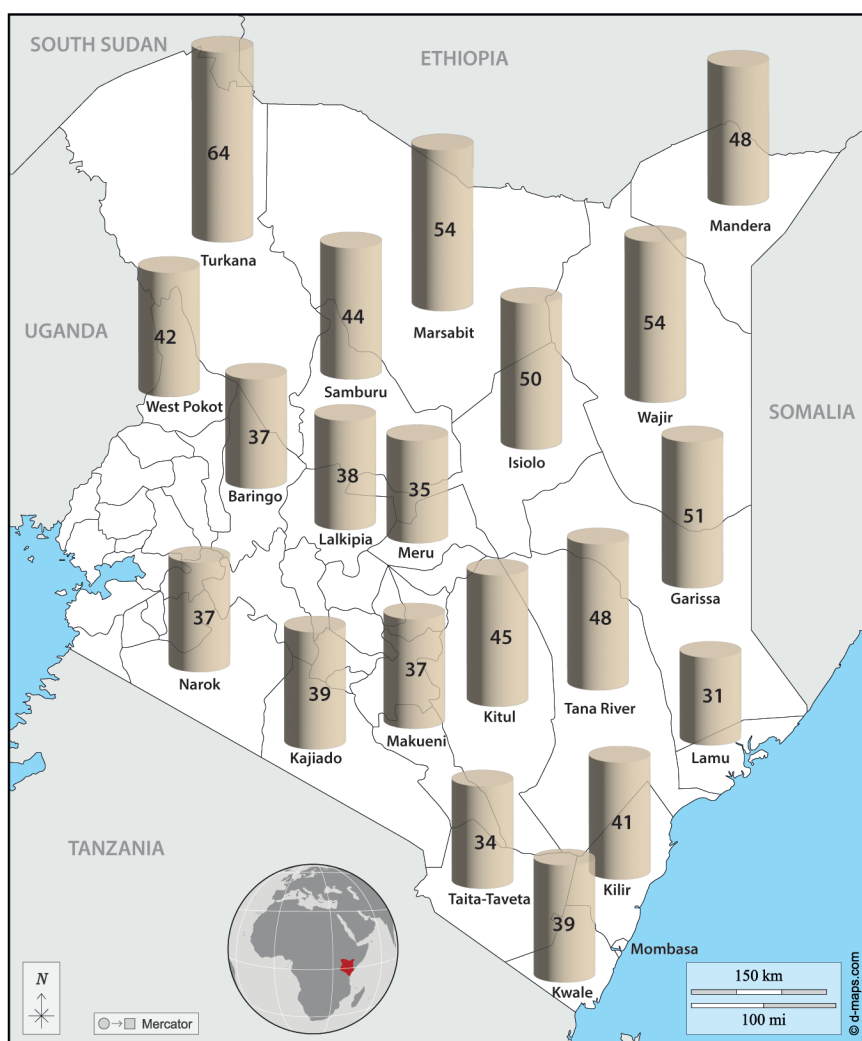 SOUTH SUDAN
ETHIOPIA
64
48
54
Mandera
Turkana
44
54
42
Marsabit
50
Samburu
West Pokot
Wajir
UGANDA
SOMALIA
37
Isiolo
38
35
51
Baringo
Lalkipia
Meru
Garissa
37
45
48
39
37
31
Narok
Kitul
Tana River
Makueni
Kajiado
Lamu
34
41
TANZANIA
Taita-Taveta
Kilir
39
Mombasa
Kwale
N
Mercator
150 km
100 mi
© d-maps.com